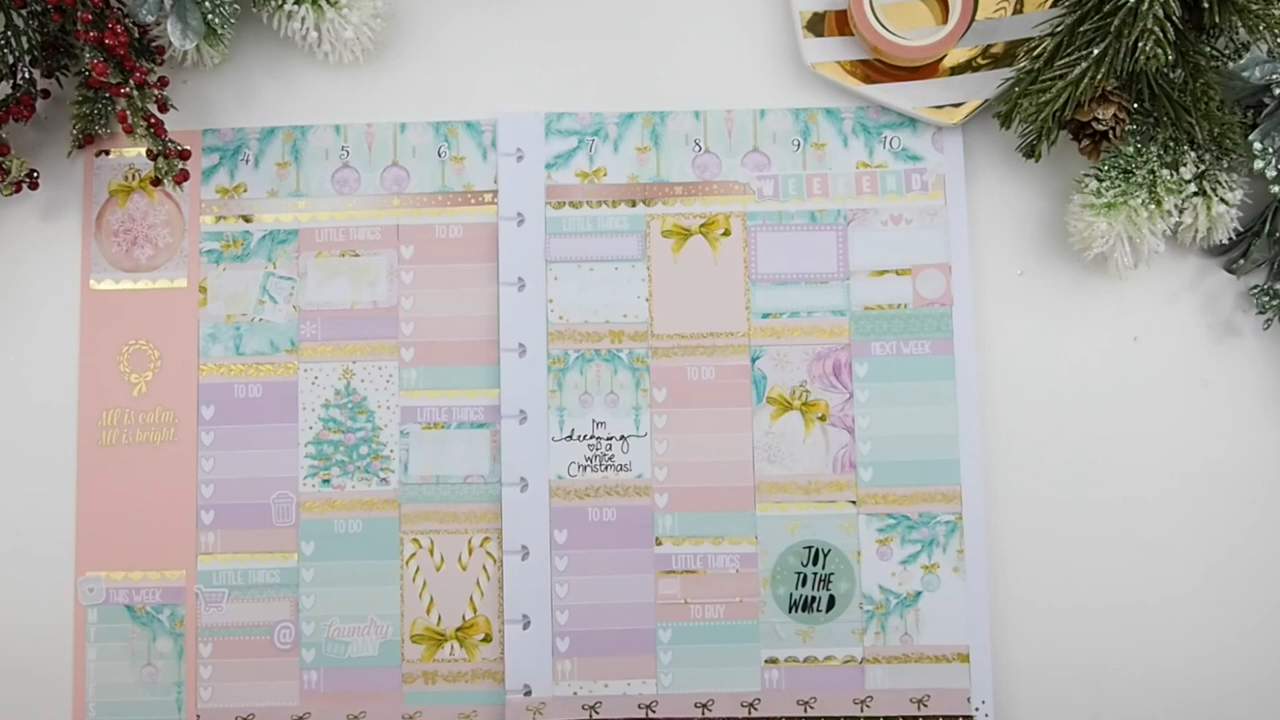 4
5
6
7
8
9
10
WEEKEND
All is calm,
All is bright.
THIS WEEK
M
T
W
T
F
S
S
TO DO
LITTLE THINGS
@
LITTLE THINGS
TO DO
Laundry
DAY
TO DO
LITTLE THINGS
LITTLE THINGS
I'm
dreaming
of a
white
Christmas!
TO DO
TO DO
LITTLE THINGS
TO BUY
JOY
TO THE
WORLD
NEXT WEEK